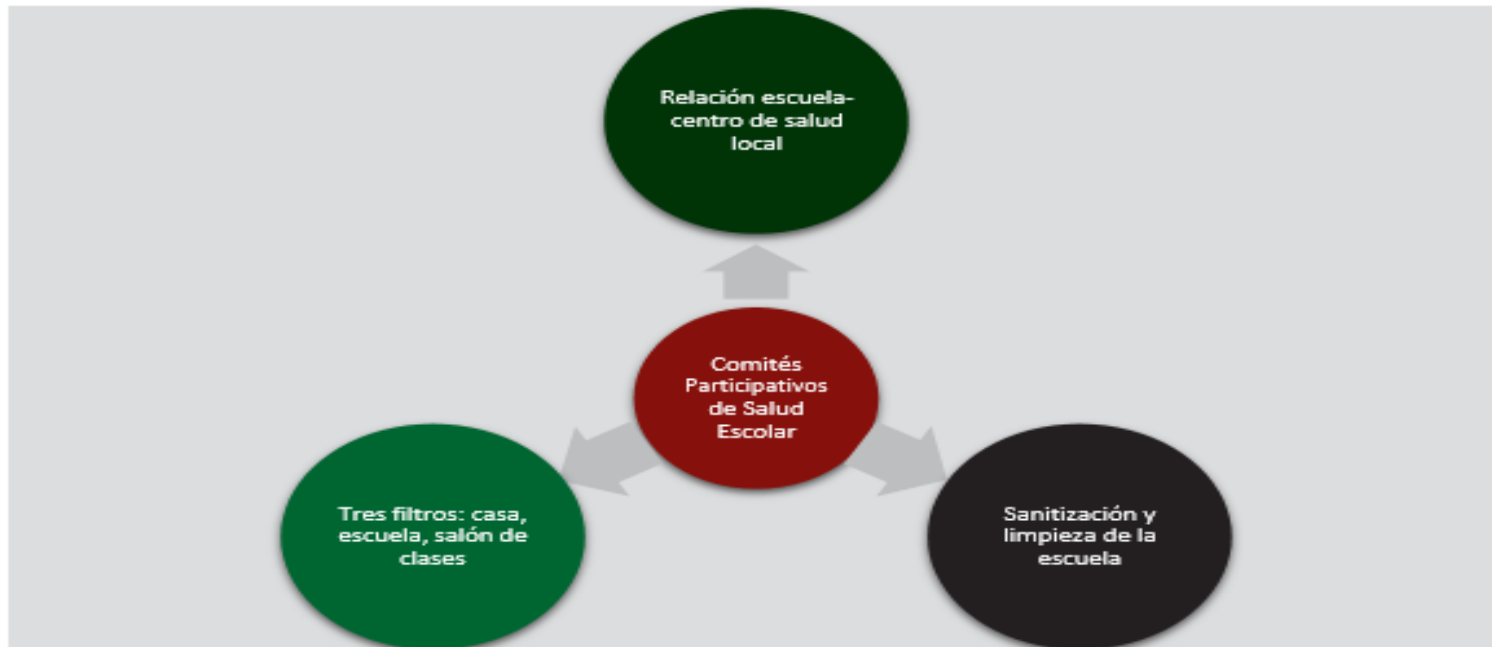 Relación escuela-
centro de salud
local
Comités
Participativos
de Salud
Escolar
Tres filtros: casa,
escuela, salón de
clases
Sanitización y
limpieza de la
escuela